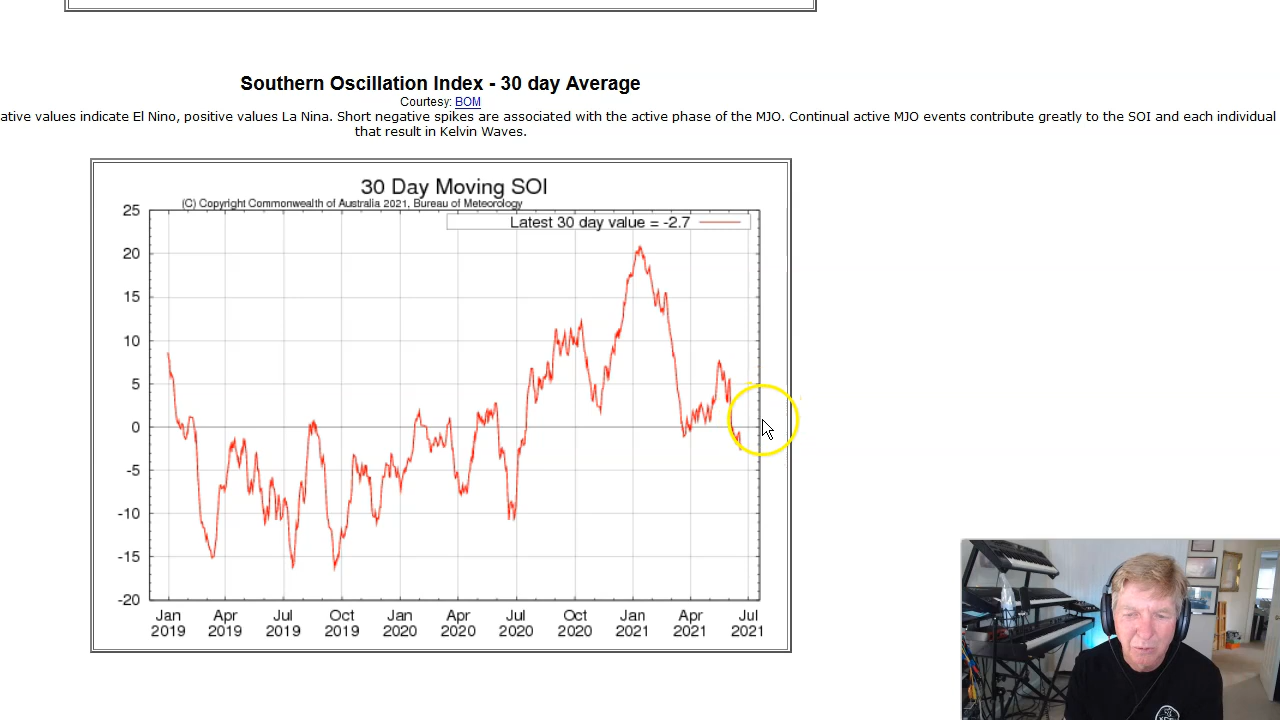 Southern Oscillation Index - 30 day Average
Courtesy: BOM
ative values indicate El Nino, positive values La Nina. Short negative spikes are associated with the active phase of the MJO. Continual active MJO events contribute greatly to the SOI and each individual
that result in Kelvin Waves.
30 Day Moving SOI
(C) Copyright Commonwealth of Australia 2021, Bureau of Meteorology
Latest 30 day value = -2.7
25
20
15
10
5
0
-5
-10
-15
-20
Jan Apr Jul Oct Jan Apr Jul Oct Jan Apr Jul
2019 2019 2019 2019 2020 2020 2020 2020 2021 2021 2021